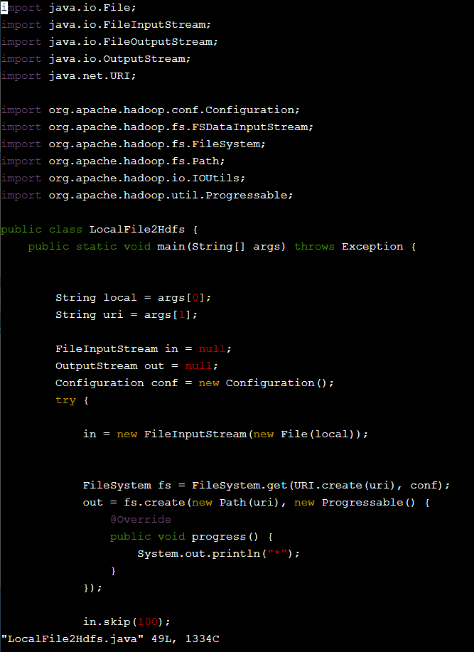 import java.io.File;
import java.io.FileInputStream;
import java.io.FileOutputStream;
import java.io.OutputStream;
import java.net.URI;
import org.apache.hadoop.conf.Configuration;
import org.apache.hadoop.fs.FSDataInputStream;
import org.apache.hadoop.fs.FileSystem;
import org.apache.hadoop.fs.Path;
import org.apache.hadoop.io.IOUtils;
import org.apache.hadoop.util.Progressable;
public class LocalFile2Hdfs {
    public static void main(String[] args) throws Exception {
        String local = args[0];
        String uri = args[1];
        FileInputStream in = null;
        OutputStream out = null;
        Configuration conf = new Configuration();
        try {
            in = new FileInputStream(new File(local));
            FileSystem fs = FileSystem.get(URI.create(uri), conf);
            out = fs.create(new Path(uri), new Progressable() {
                @Override
                public void progress() {
                    System.out.println("*");
                }
            });
            in.skip(100);
"LocalFile2Hdfs.java" 49L, 1334C